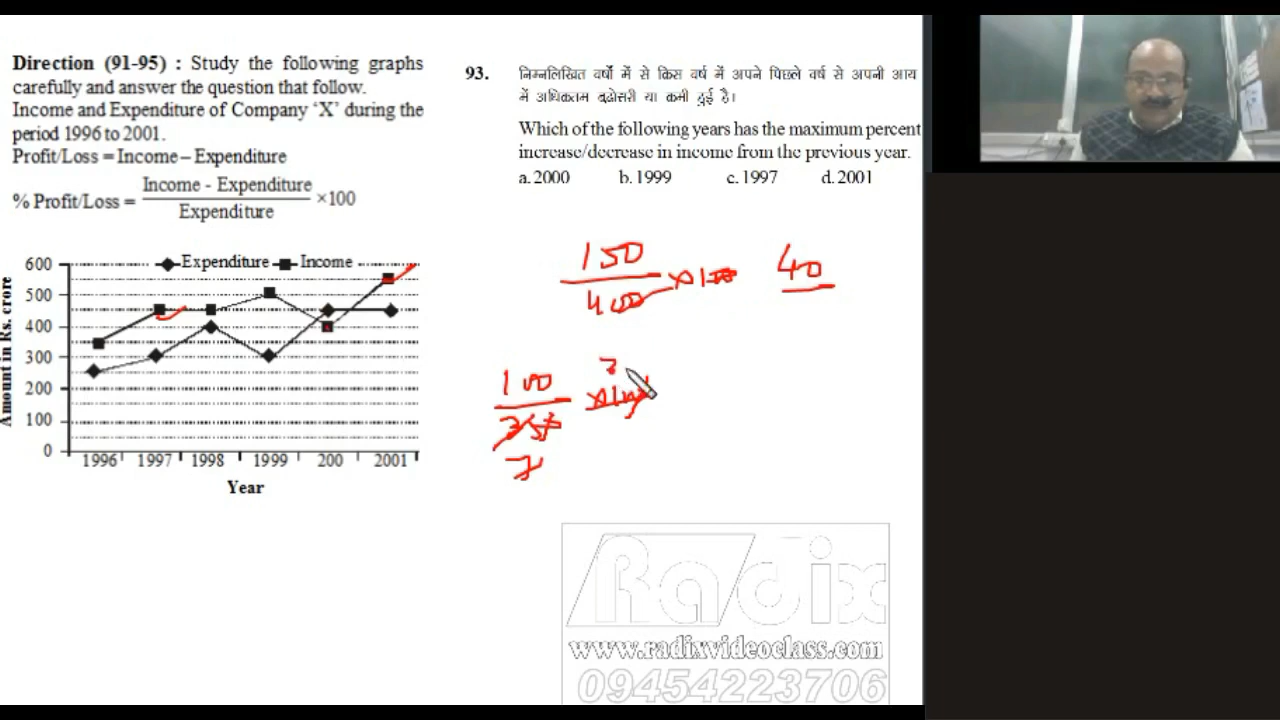 Direction (91-95) : Study the following graphs
carefully and answer the question that follow.
Income and Expenditure of Company ‘X’ during the
period 1996 to 2001.
Profit/Loss = Income – Expenditure
% Profit/Loss = Income - Expenditure / Expenditure ×100
Expenditure Income
Amount in Rs. crore
600
500
400
300
200
100
0
1996 1997 1998 1999 200 2001
Year
93. निम्नलिखित वर्षों में से किस वर्ष में अपने पिछले वर्ष से अपनी आय
में अधिकतम बढ़ोत्तरी या कमी हुई है।
Which of the following years has the maximum percent
increase/decrease in income from the previous year.
a. 2000 b. 1999 c. 1997 d. 2001
150
400
×100
40
100
7
Radix
www.radixvideoclass.com
09454223706